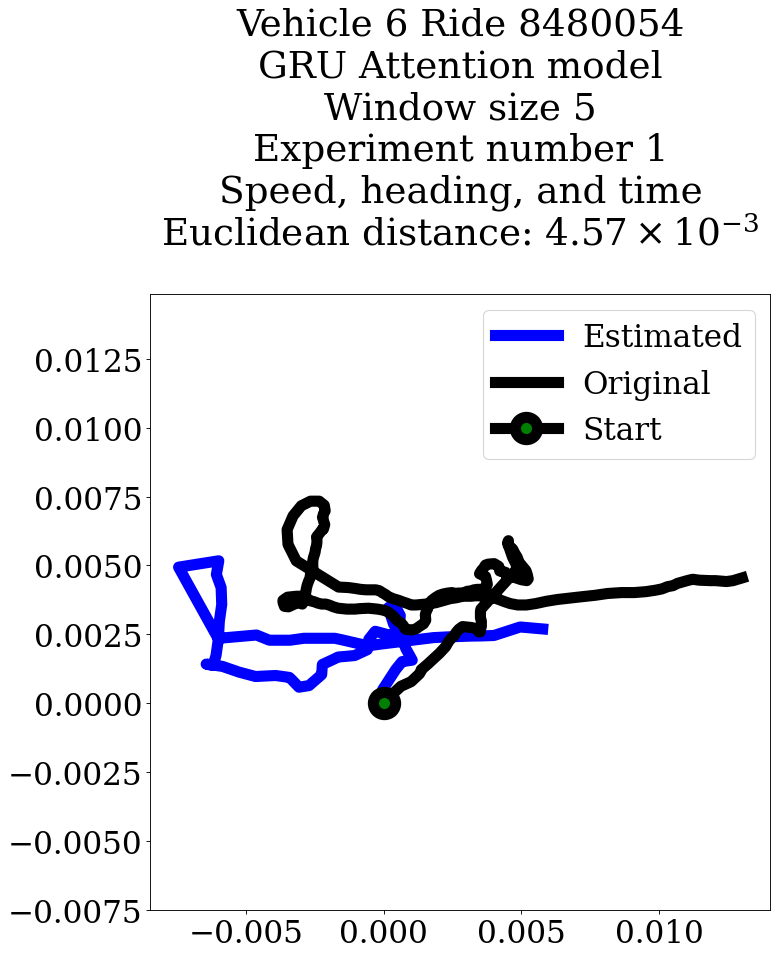 Vehicle 6 Ride 8480054
GRU Attention model
Window size 5
Experiment number 1
Speed, heading, and time
Euclidean distance: 4.57 × 10⁻³
Estimated
Original
Start
0.0125
0.0100
0.0075
0.0050
0.0025
0.0000
−0.0025
−0.0050
−0.0075
−0.005 0.000 0.005 0.010